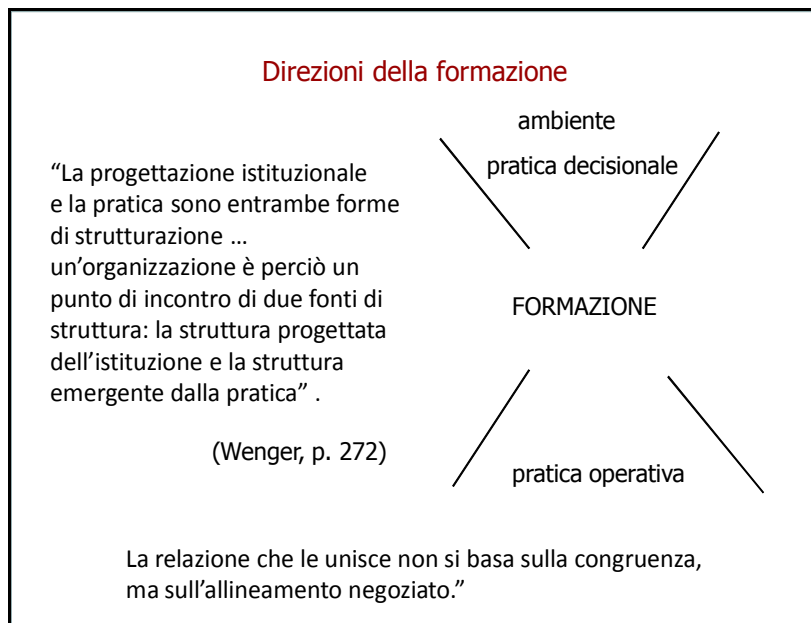 Direzioni della formazione
ambiente
pratica decisionale
“La progettazione istituzionale
e la pratica sono entrambe forme
di strutturazione …
un’organizzazione è perciò un
punto di incontro di due fonti di
struttura: la struttura progettata
dell’istituzione e la struttura
emergente dalla pratica” .
(Wenger, p. 272)
FORMAZIONE
pratica operativa
La relazione che le unisce non si basa sulla congruenza,
ma sull’allineamento negoziato.”